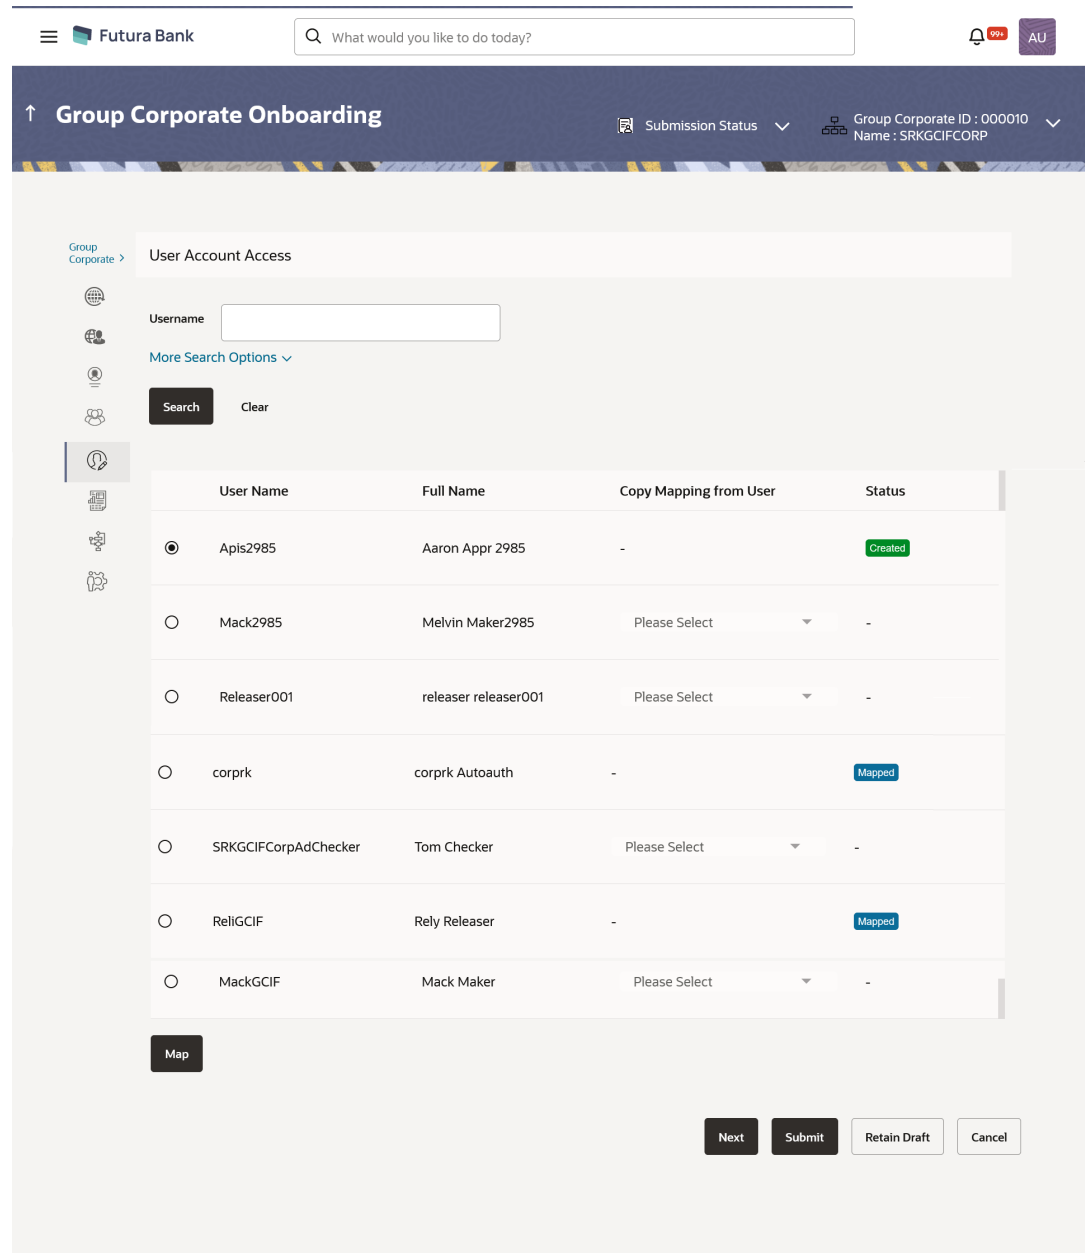 Futura Bank
What would you like to do today?
99+
AU
Group Corporate Onboarding
Submission Status
Group Corporate ID : 000010
Name : SRKGCIFCORP
Group
Corporate
User Account Access
Username
More Search Options
Search Clear
User Name Full Name Copy Mapping from User Status
Apis2985 Aaron Appr 2985 - Created
Mack2985 Melvin Maker2985 Please Select -
Releaser001 releaser releaser001 Please Select -
corprk corprk Autoauth - Mapped
SRKGCIFCorpAdChecker Tom Checker Please Select -
ReliGCIF Rely Releaser - Mapped
MackGCIF Mack Maker Please Select -
Map
Next Submit Retain Draft Cancel